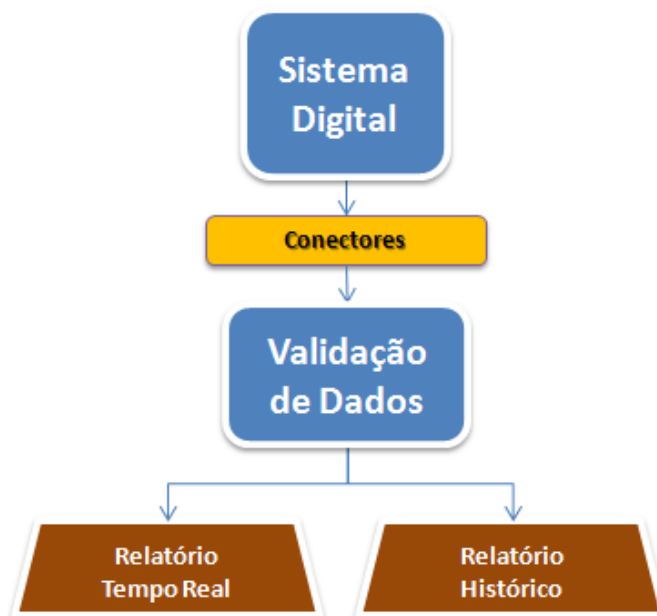 Sistema
Digital
Conectores
Validação
de Dados
Relatório
Tempo Real
Relatório
Histórico